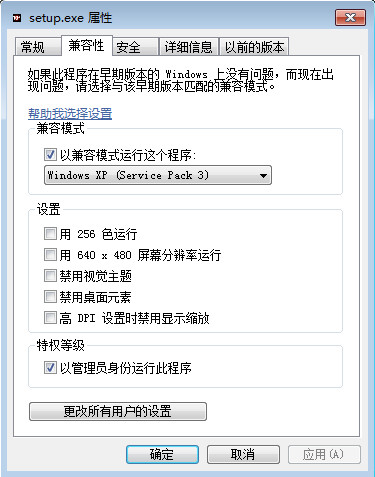 setup.exe 属性
常规 兼容性 安全 详细信息 以前的版本
如果此程序在早期版本的 Windows 上没有问题，而现在出
现问题，请选择与该早期版本匹配的兼容模式。
帮助我选择设置
兼容模式
以兼容模式运行这个程序:
Windows XP (Service Pack 3)
设置
用 256 色运行
用 640 x 480 屏幕分辨率运行
禁用视觉主题
禁用桌面元素
高 DPI 设置时禁用显示缩放
特权等级
以管理员身份运行此程序
更改所有用户的设置
确定 取消 应用(A)